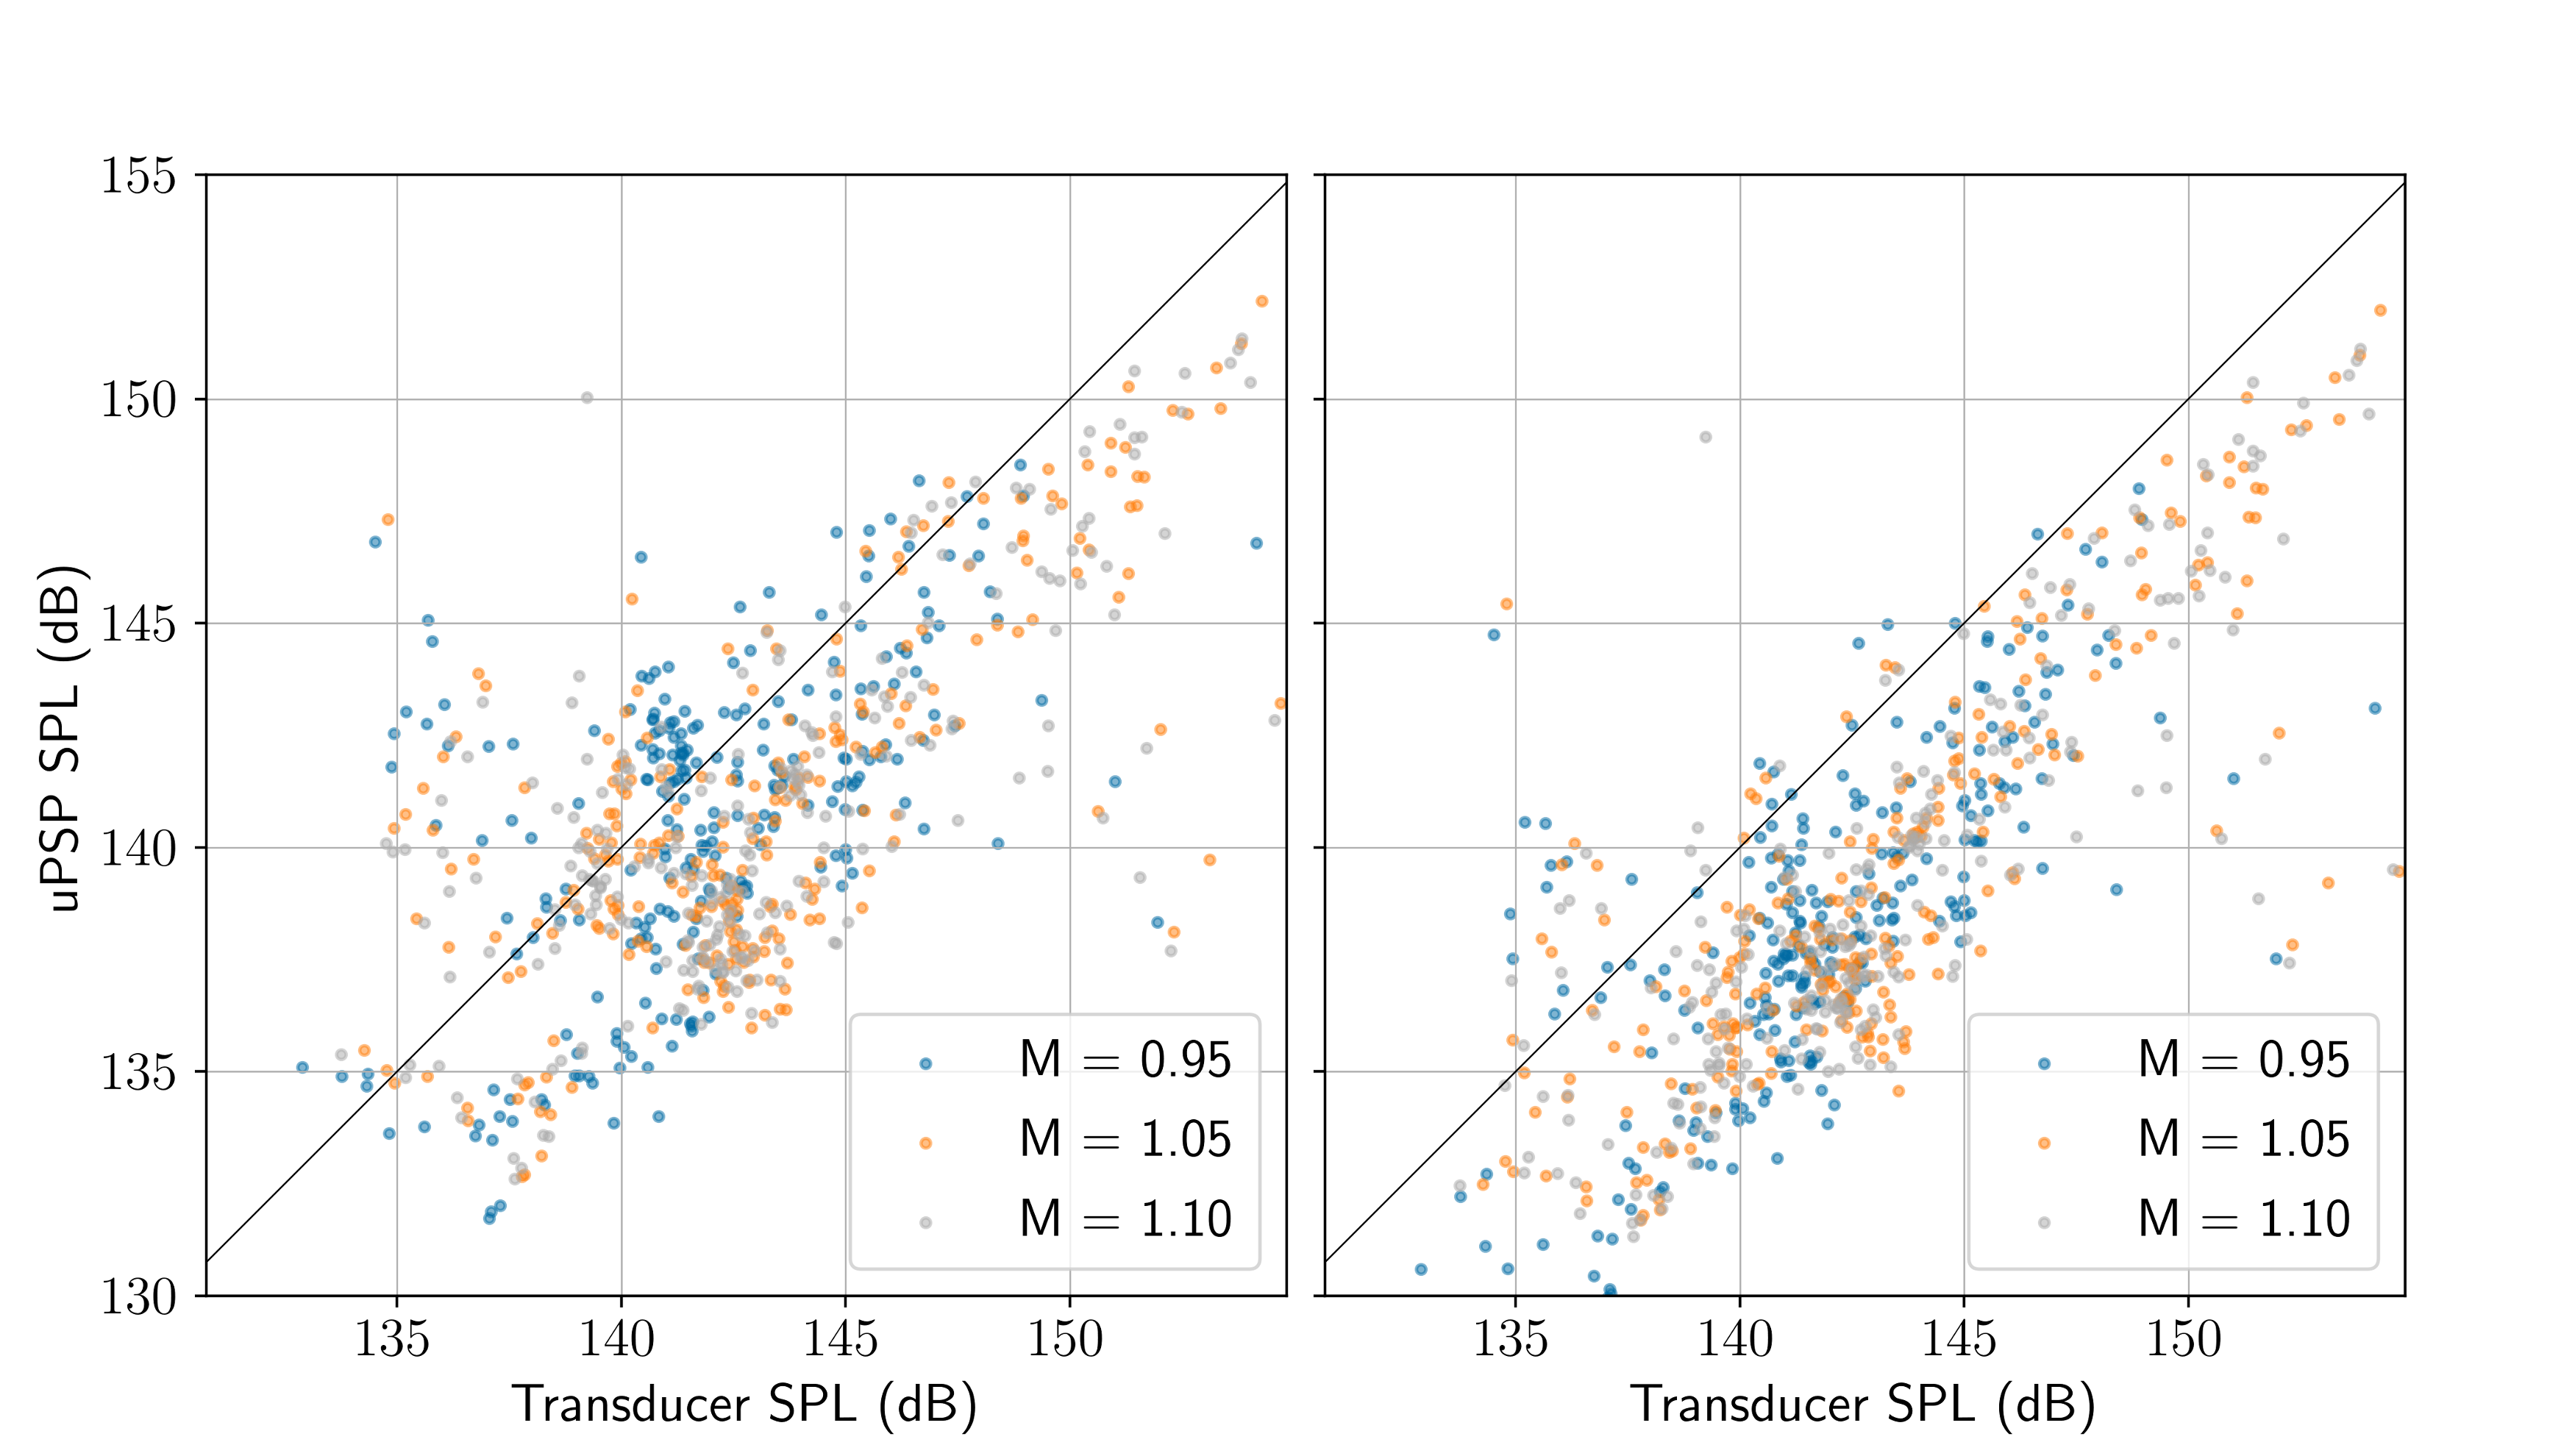 155
150
145
140
135
130
uPSP SPL (dB)
M = 0.95
M = 1.05
M = 1.10
135 140 145 150
Transducer SPL (dB)
M = 0.95
M = 1.05
M = 1.10
135 140 145 150
Transducer SPL (dB)